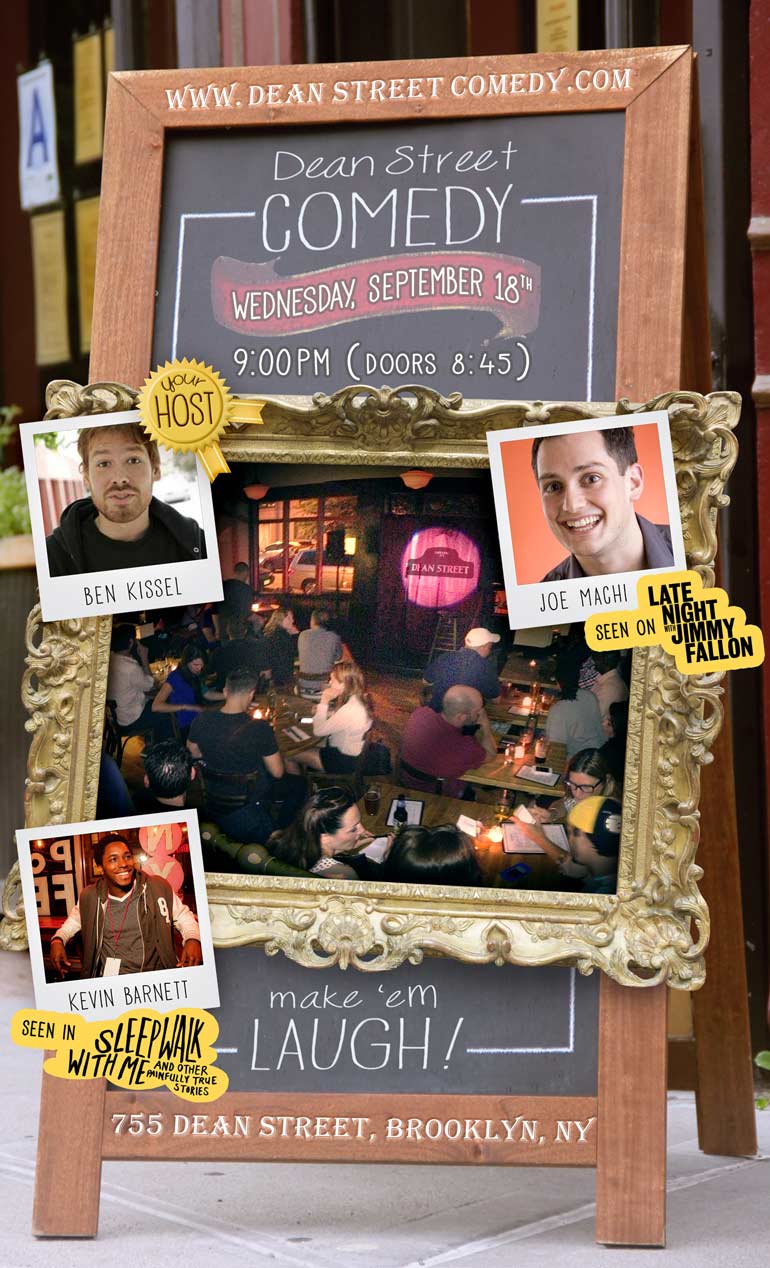 WWW.DEAN STREET COMEDY.COM
A
Dean Street
COMEDY
WEDNESDAY, SEPTEMBER 18TH
9:00PM (DOORS 8:45)
your
HOST
BEN KISSEL
DEAN STREET
JOE MACHI
SEEN ON LATE
NIGHT
WITH JIMMY
FALLON
KEVIN BARNETT
SEEN IN SLEEPWALK
WITH ME AND OTHER
PAINFULLY TRUE
STORIES
make 'em
LAUGH!
755 DEAN STREET, BROOKLYN, NY